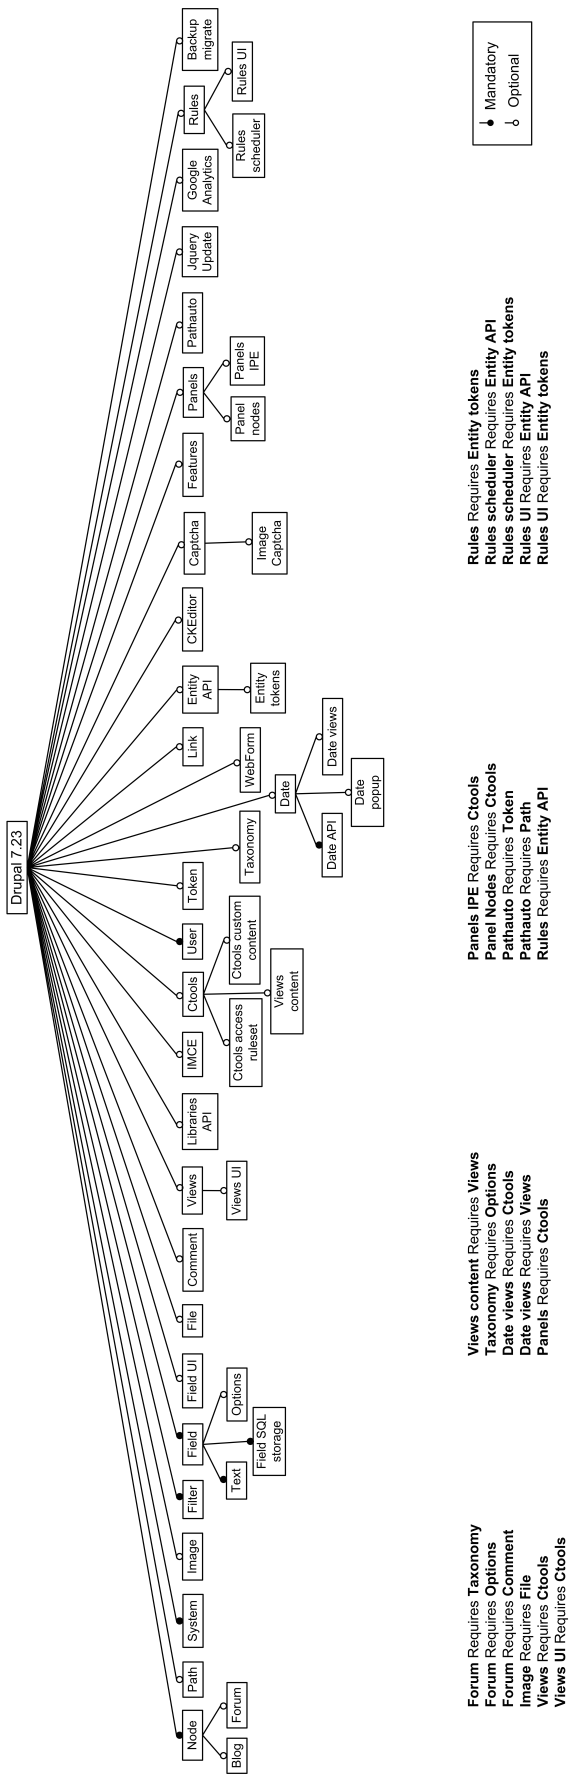 Drupal 7.23
Node
Path
System
Image
Filter
Field
Field UI
File
Comment
Views
Libraries
API
IMCE
Ctools
User
Token
Taxonomy
Date
WebForm
Link
Entity
API
CKEditor
Captcha
Features
Panels
Pathauto
Jquery
Update
Google
Analytics
Rules
Backup
migrate
Blog
Forum
Text
Field SQL
storage
Options
Views UI
Ctools access
ruleset
Views
content
Ctools custom
content
Date API
Date
popup
Date views
Entity
tokens
Image
Captcha
Panel
nodes
Panels
IPE
Rules
scheduler
Rules UI
Forum Requires Taxonomy
Forum Requires Options
Forum Requires Comment
Image Requires File
Views Requires Ctools
Views UI Requires Ctools
Views content Requires Views
Taxonomy Requires Options
Date views Requires Ctools
Date views Requires Views
Panels Requires Ctools
Panels IPE Requires Ctools
Panel Nodes Requires Ctools
Pathauto Requires Token
Pathauto Requires Path
Rules Requires Entity API
Rules Requires Entity tokens
Rules scheduler Requires Entity API
Rules scheduler Requires Entity tokens
Rules UI Requires Entity API
Rules UI Requires Entity tokens
Mandatory
Optional